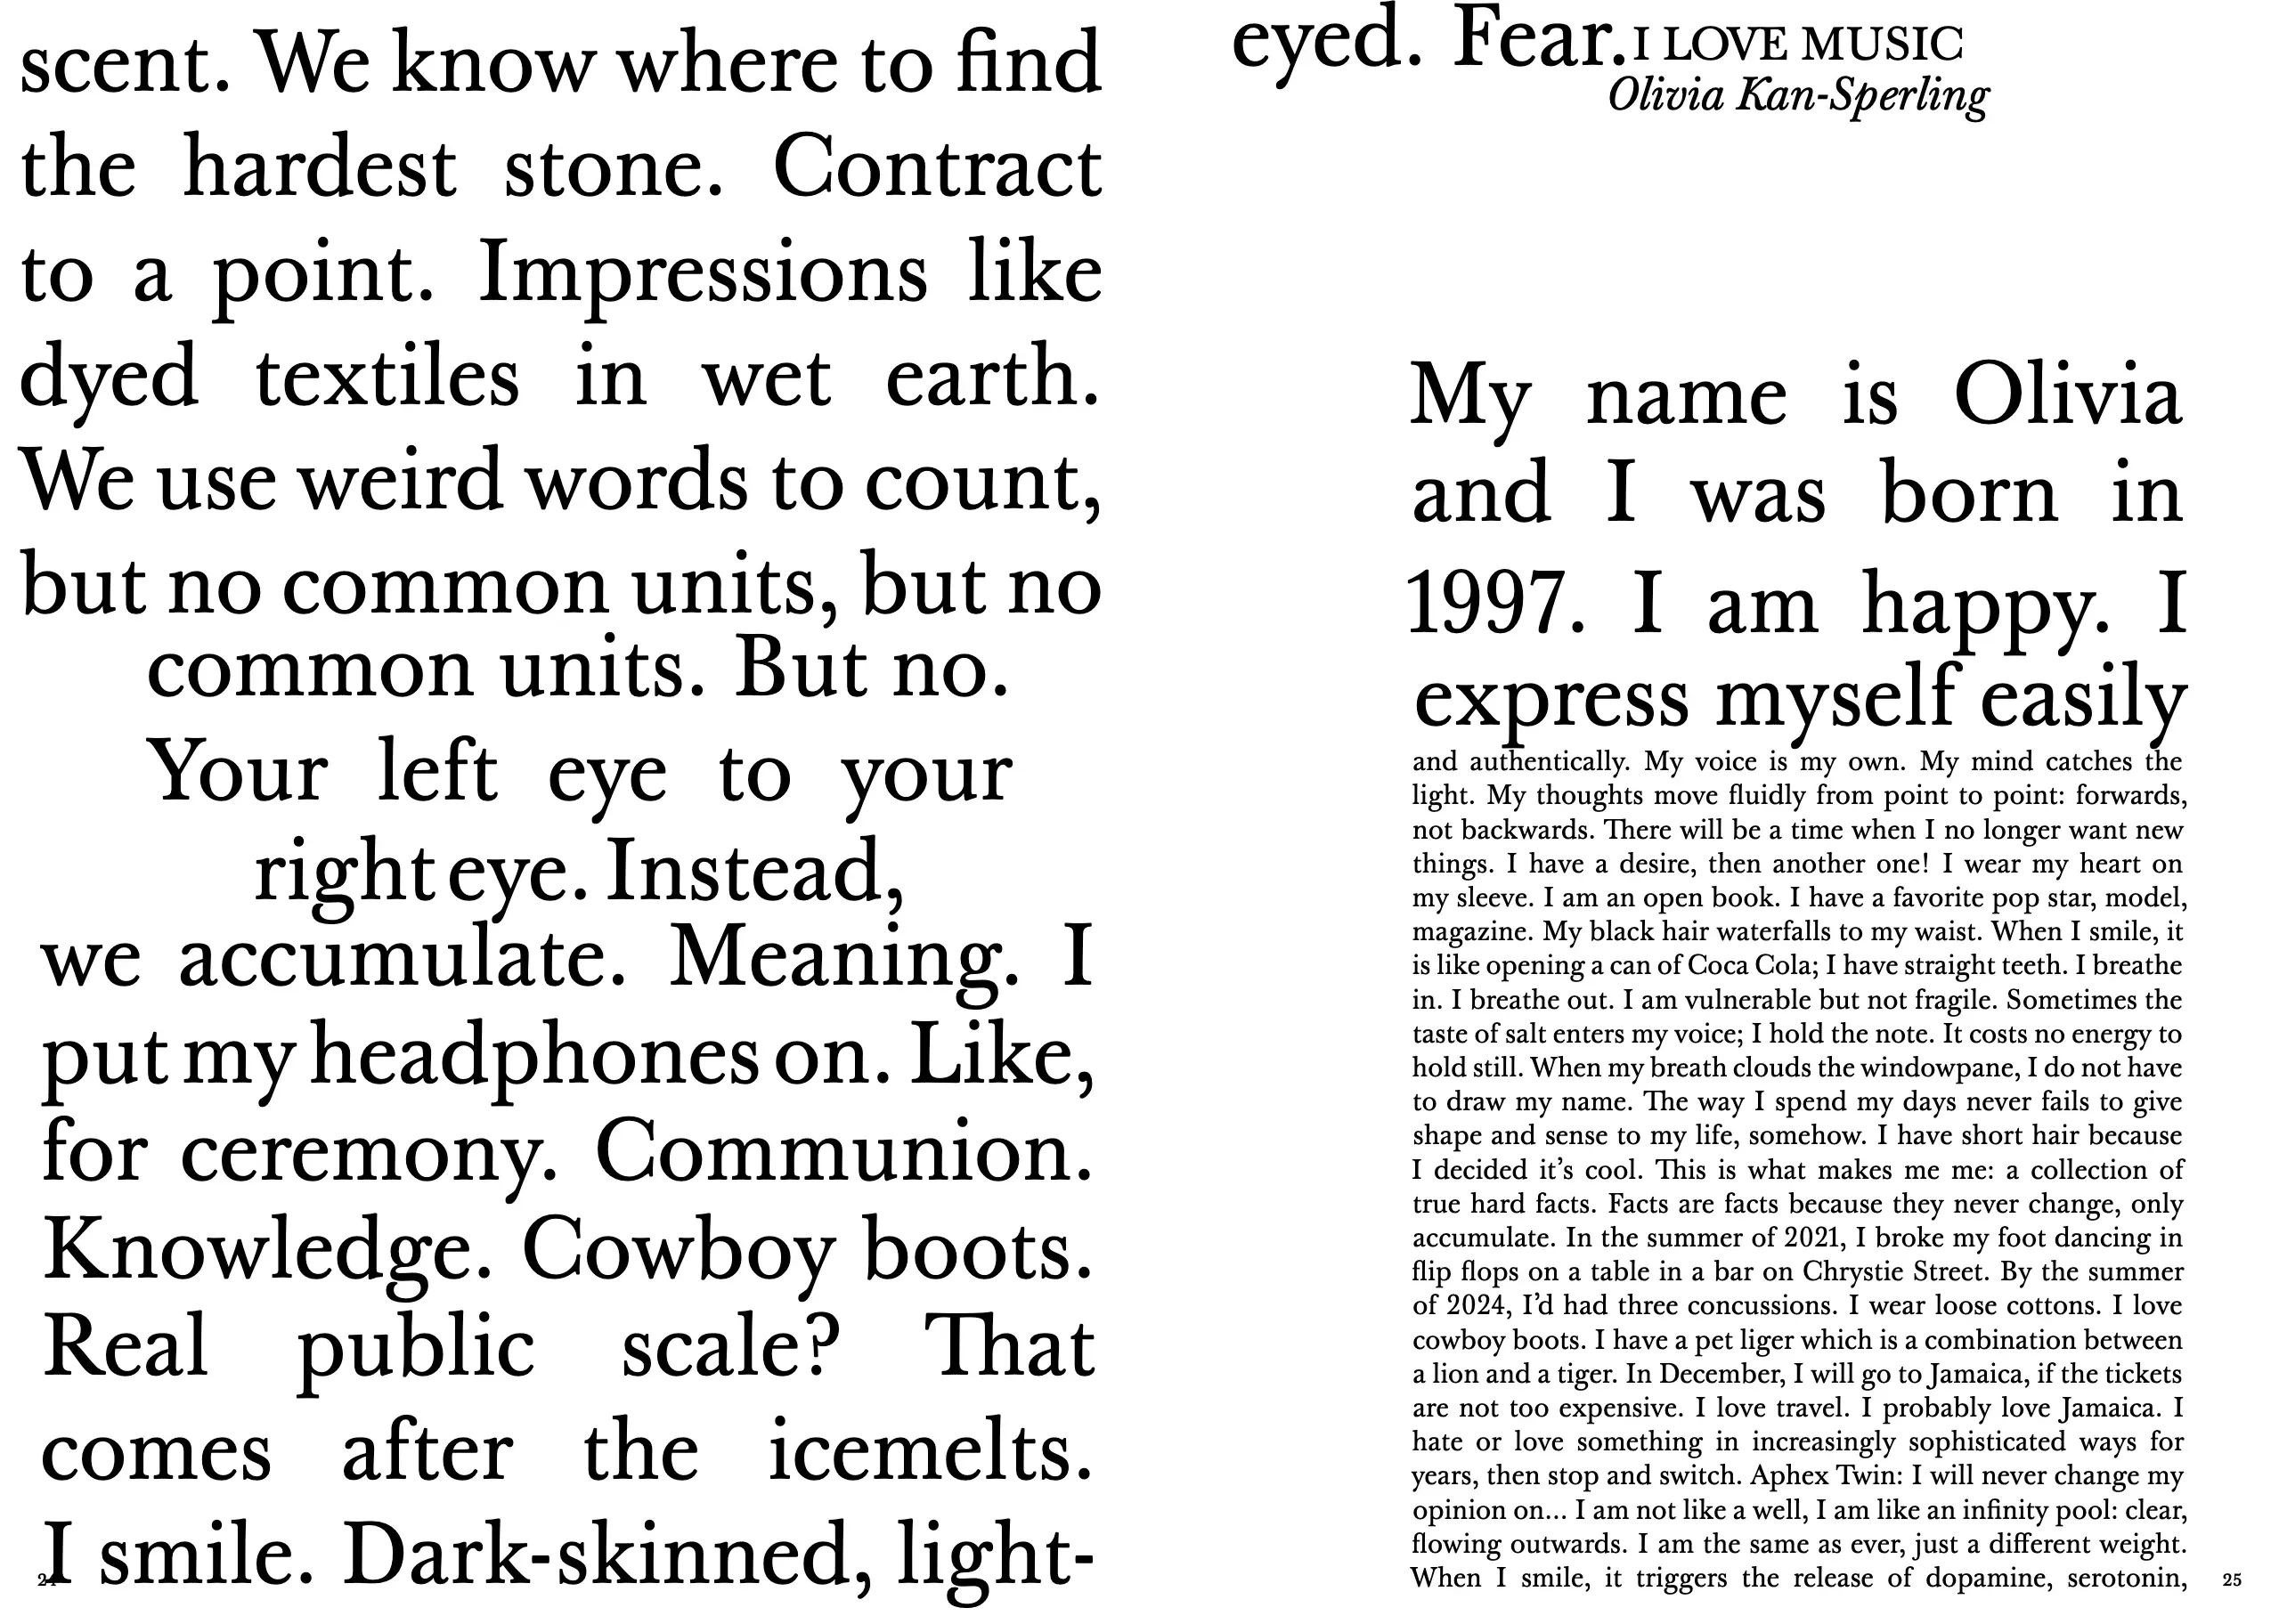 scent. We know where to find
the hardest stone. Contract
to a point. Impressions like
dyed textiles in wet earth.
We use weird words to count,
but no common units, but no
common units. But no.
Your left eye to your
right eye. Instead,
we accumulate. Meaning. I
put my headphones on. Like,
for ceremony. Communion.
Knowledge. Cowboy boots.
Real public scale? That
comes after the icemelts.
I smile. Dark-skinned, light-
24
eyed. Fear.
I LOVE MUSIC
Olivia Kan-Sperling
My name is Olivia
and I was born in
1997. I am happy. I
express myself easily
and authentically. My voice is my own. My mind catches the
light. My thoughts move fluidly from point to point: forwards,
not backwards. There will be a time when I no longer want new
things. I have a desire, then another one! I wear my heart on
my sleeve. I am an open book. I have a favorite pop star, model,
magazine. My black hair waterfalls to my waist. When I smile, it
is like opening a can of Coca Cola; I have straight teeth. I breathe
in. I breathe out. I am vulnerable but not fragile. Sometimes the
taste of salt enters my voice; I hold the note. It costs no energy to
hold still. When my breath clouds the windowpane, I do not have
to draw my name. The way I spend my days never fails to give
shape and sense to my life, somehow. I have short hair because
I decided it's cool. This is what makes me me: a collection of
true hard facts. Facts are facts because they never change, only
accumulate. In the summer of 2021, I broke my foot dancing in
flip flops on a table in a bar on Chrystie Street. By the summer
of 2024, I'd had three concussions. I wear loose cottons. I love
cowboy boots. I have a pet liger which is a combination between
a lion and a tiger. In December, I will go to Jamaica, if the tickets
are not too expensive. I love travel. I probably love Jamaica. I
hate or love something in increasingly sophisticated ways for
years, then stop and switch. Aphex Twin: I will never change my
opinion on... I am not like a well, I am like an infinity pool: clear,
flowing outwards. I am the same as ever, just a different weight.
When I smile, it triggers the release of dopamine, serotonin,
25